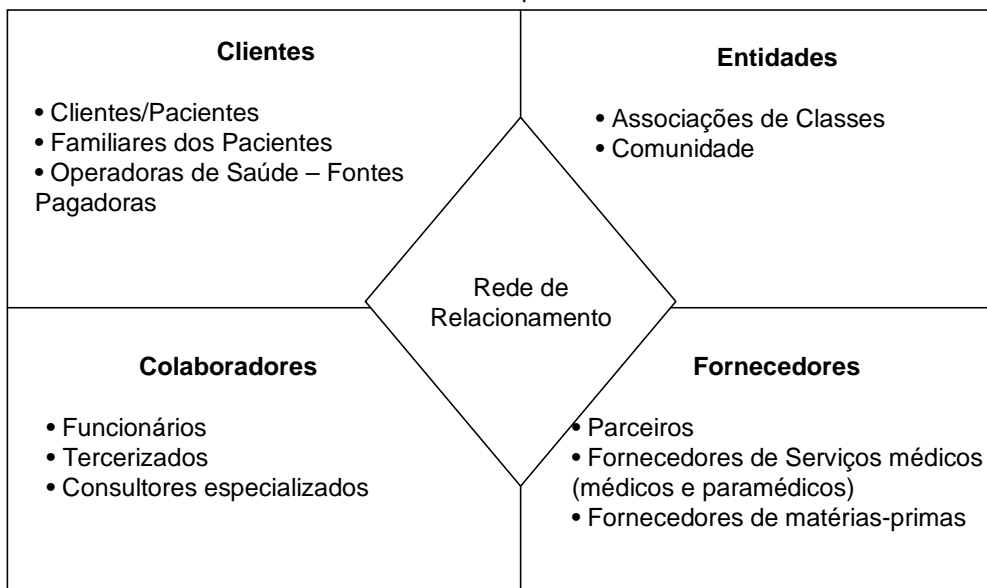 Clientes
• Clientes/Pacientes
• Familiares dos Pacientes
• Operadoras de Saúde – Fontes
Pagadoras
Entidades
• Associações de Classes
• Comunidade
Rede de
Relacionamento
Colaboradores
• Funcionários
• Tercerizados
• Consultores especializados
Fornecedores
• Parceiros
• Fornecedores de Serviços médicos
(médicos e paramédicos)
• Fornecedores de matérias-primas